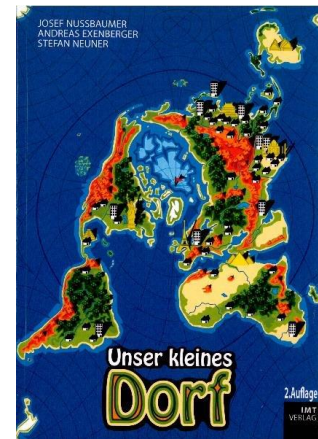 JOSEF NUSSBAUMER
ANDREAS EXENBERGER
STEFAN NEUNER
Unser kleines
Dorf
2.Auflage
IMT
VERLAG